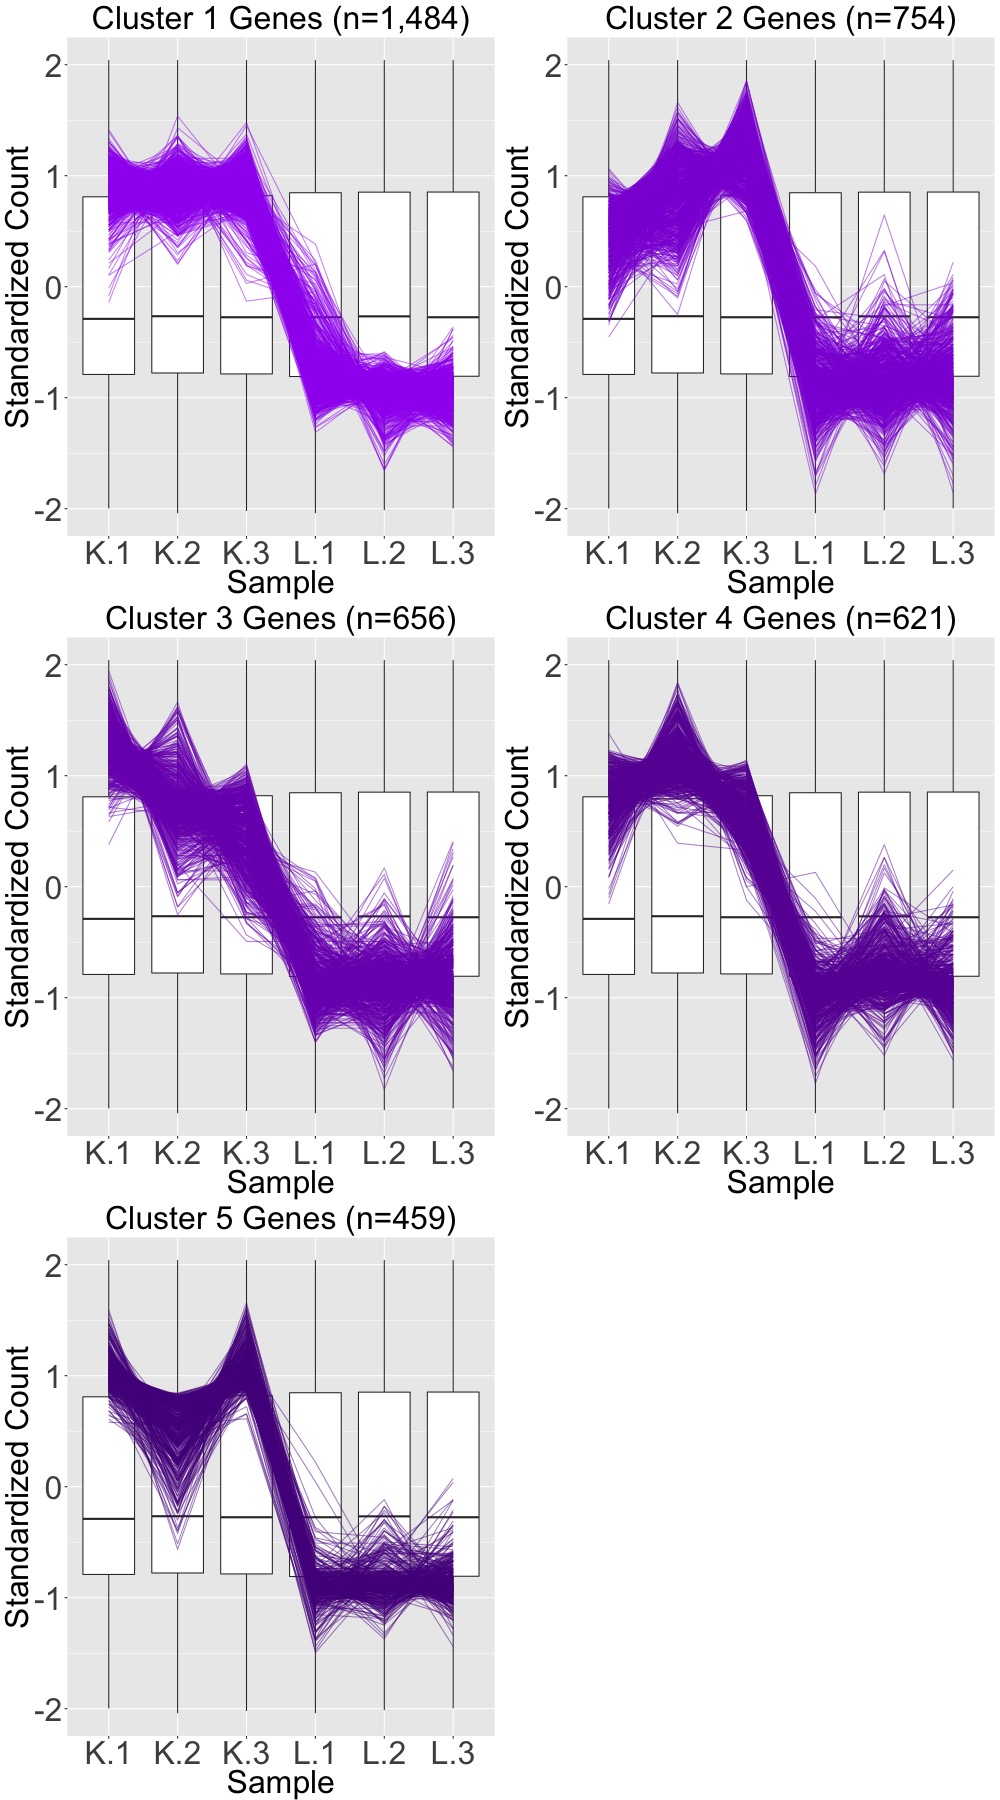 Cluster 1 Genes (n=1,484)
Standardized Count
2
1
0
-1
-2
K.1 K.2 K.3 L.1 L.2 L.3
Sample
Cluster 2 Genes (n=754)
Standardized Count
2
1
0
-1
-2
K.1 K.2 K.3 L.1 L.2 L.3
Sample
Cluster 3 Genes (n=656)
Standardized Count
2
1
0
-1
-2
K.1 K.2 K.3 L.1 L.2 L.3
Sample
Cluster 4 Genes (n=621)
Standardized Count
2
1
0
-1
-2
K.1 K.2 K.3 L.1 L.2 L.3
Sample
Cluster 5 Genes (n=459)
Standardized Count
2
1
0
-1
-2
K.1 K.2 K.3 L.1 L.2 L.3
Sample